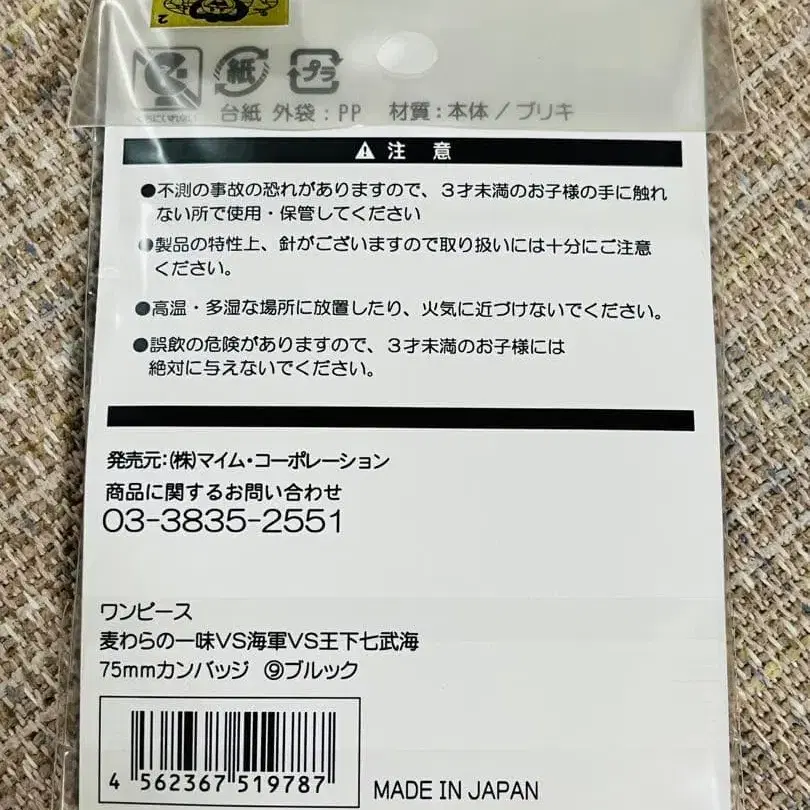 2
紙
プラ
くちにいれない
台紙 外袋:PP 材質:本体/ブリキ
注 意
●不測の事故の恐れがありますので、3才未満のお子様の手に触れ
ない所で使用・保管してください
●製品の特性上、針がございますので取り扱いには十分にご注意
ください。
●高温・多湿な場所に放置したり、火気に近づけないでください。
●誤飲の危険がありますので、3才未満のお子様には
絶対に与えないでください。
発売元:(株)マイム・コーポレーション
商品に関するお問い合わせ
03-3835-2551
ワンピース
麦わらの一味VS海軍VS王下七武海
75mmカンバッジ ⑨ブルック
4 562367 519787
MADE IN JAPAN